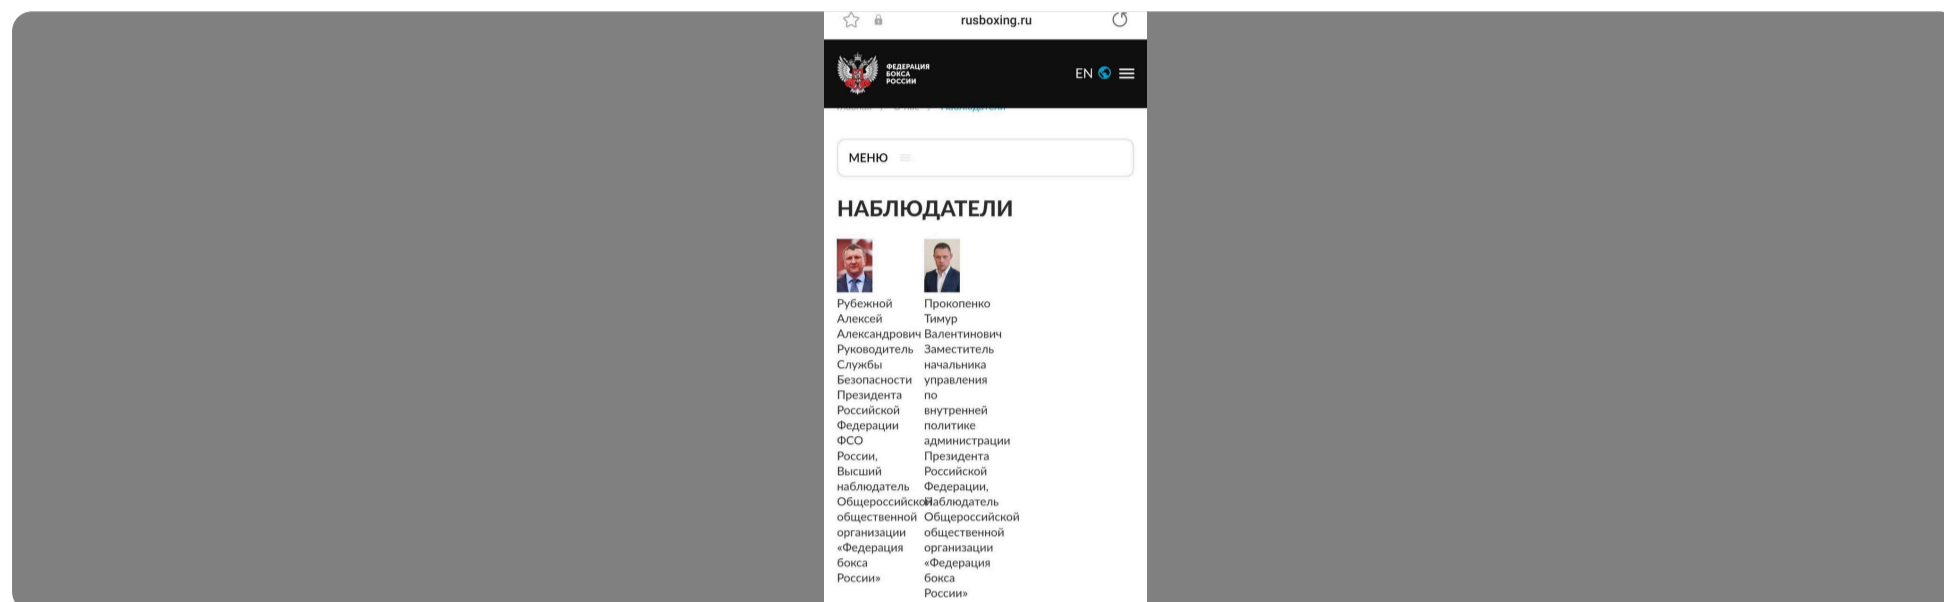 rusboxing.ru
ФЕДЕРАЦИЯ
БОКСА
РОССИИ
EN
Наблюдатели
МЕНЮ
НАБЛЮДАТЕЛИ
Рубежной
Алексей
Александрович
Руководитель
Службы
Безопасности
Президента
Российской
Федерации
ФСО
России,
Высший
наблюдатель
Общероссийской
общественной
организации
«Федерация
бокса
России»
Прокопенко
Тимур
Валентинович
Заместитель
начальника
управления
по
внутренней
политике
администрации
Президента
Российской
Федерации,
Наблюдатель
Общероссийской
общественной
организации
«Федерация
бокса
России»